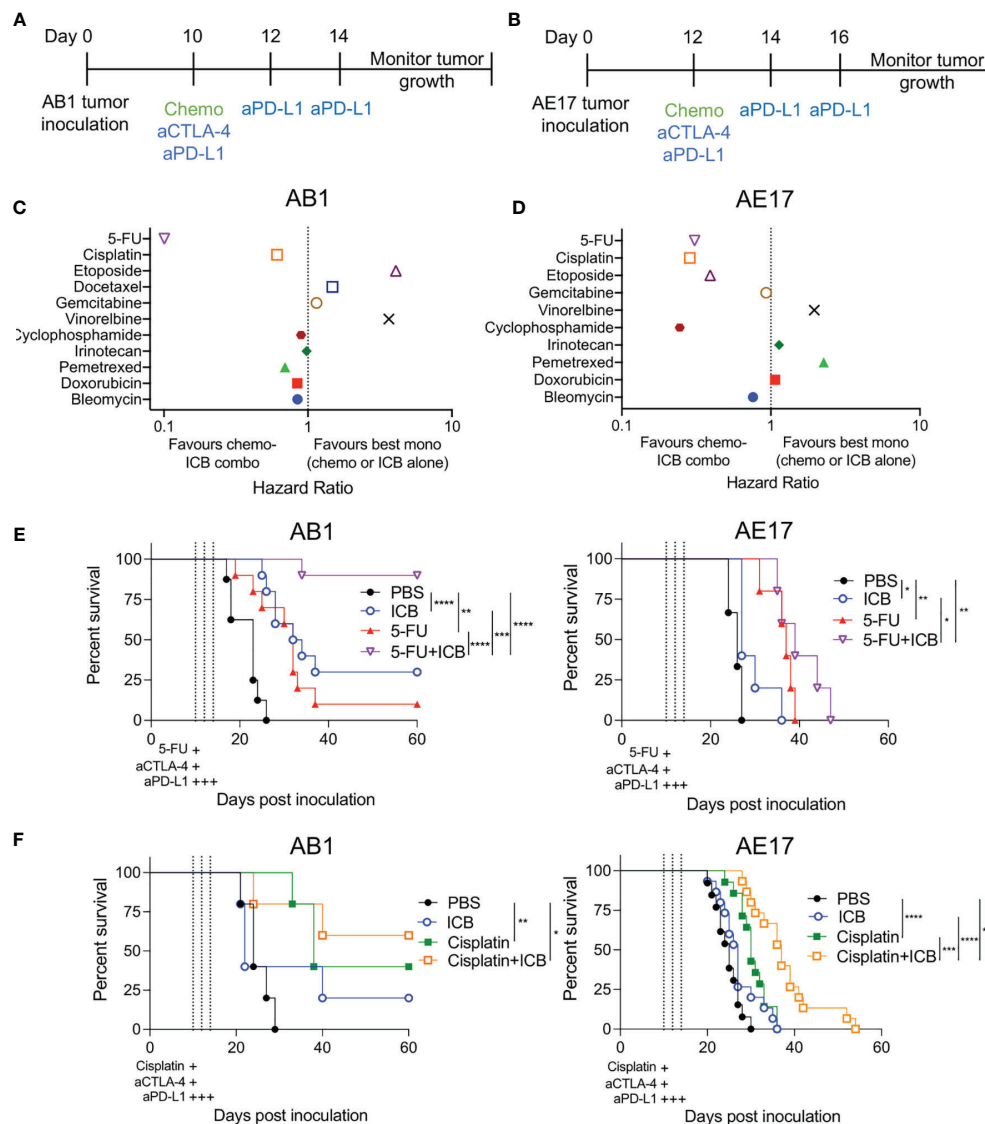 A
Day 0 10 12 14
Monitor tumor
growth
AB1 tumor
inoculation
Chemo
aCTLA-4
aPD-L1
aPD-L1 aPD-L1
B
Day 0 12 14 16
Monitor tumor
growth
AE17 tumor
inoculation
Chemo
aCTLA-4
aPD-L1
aPD-L1 aPD-L1
C
AB1
5-FU
Cisplatin
Etoposide
Docetaxel
Gemcitabine
Vinorelbine
Cyclophosphamide
Irinotecan
Pemetrexed
Doxorubicin
Bleomycin
0.1 1 10
Favours chemo-
ICB combo
Favours best mono
(chemo or ICB alone)
Hazard Ratio
D
AE17
5-FU
Cisplatin
Etoposide
Gemcitabine
Vinorelbine
Cyclophosphamide
Irinotecan
Pemetrexed
Doxorubicin
Bleomycin
0.1 1 10
Favours chemo-
ICB combo
Favours best mono
(chemo or ICB alone)
Hazard Ratio
E
AB1
Percent survival
100
75
50
25
0
0 20 40 60
PBS
ICB
5-FU
5-FU+ICB
**** ** **** *** ****
5-FU +
aCTLA-4 +
aPD-L1 +++
Days post inoculation
AE17
Percent survival
100
75
50
25
0
0 20 40 60 80 100
PBS
ICB
5-FU
5-FU+ICB
* ** * **
5-FU +
aCTLA-4 +
aPD-L1 +++
Days post inoculation
F
AB1
Percent survival
100
75
50
25
0
0 20 40 60
PBS
ICB
Cisplatin
Cisplatin+ICB
** *
Cisplatin +
aCTLA-4 +
aPD-L1 +++
Days post inoculation
AE17
Percent survival
100
75
50
25
0
0 20 40 60
PBS
ICB
Cisplatin
Cisplatin+ICB
**** *** **** *
Cisplatin +
aCTLA-4 +
aPD-L1 +++
Days post inoculation